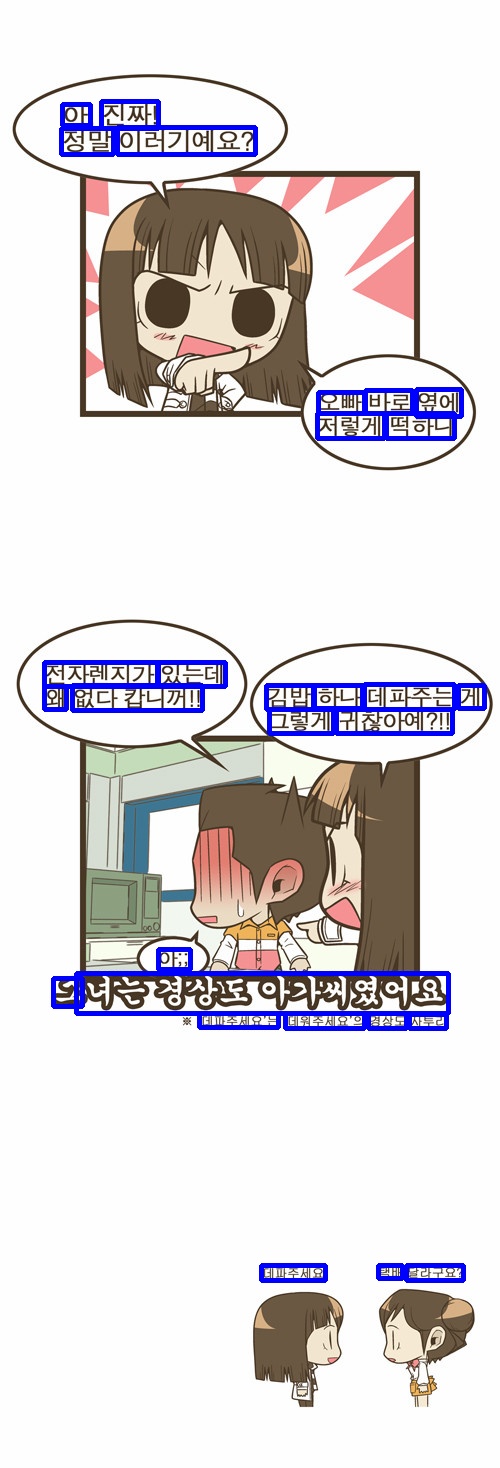 아 진짜!
정말 이러기예요?
오빠 바로 옆에
저렇게 떡하니
전자렌지가 있는데
왜 없다 캅니꺼!!
김밥 하나 데파주는 게
그렇게 귀찮아예?!!
아;;
그녀는 경상도 아가씨였어요
※ '데파주세요'는 '데워주세요'의 경상도 사투리
데파주세요
대파 달라구요?